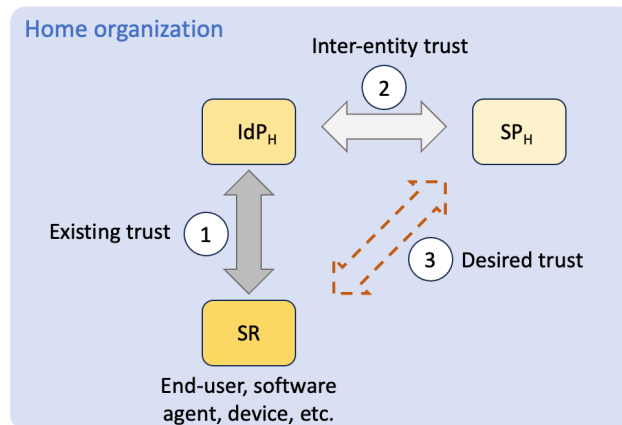 Home organization
Inter-entity trust
2
IdPH
SPH
Existing trust
1
3
Desired trust
SR
End-user, software
agent, device, etc.